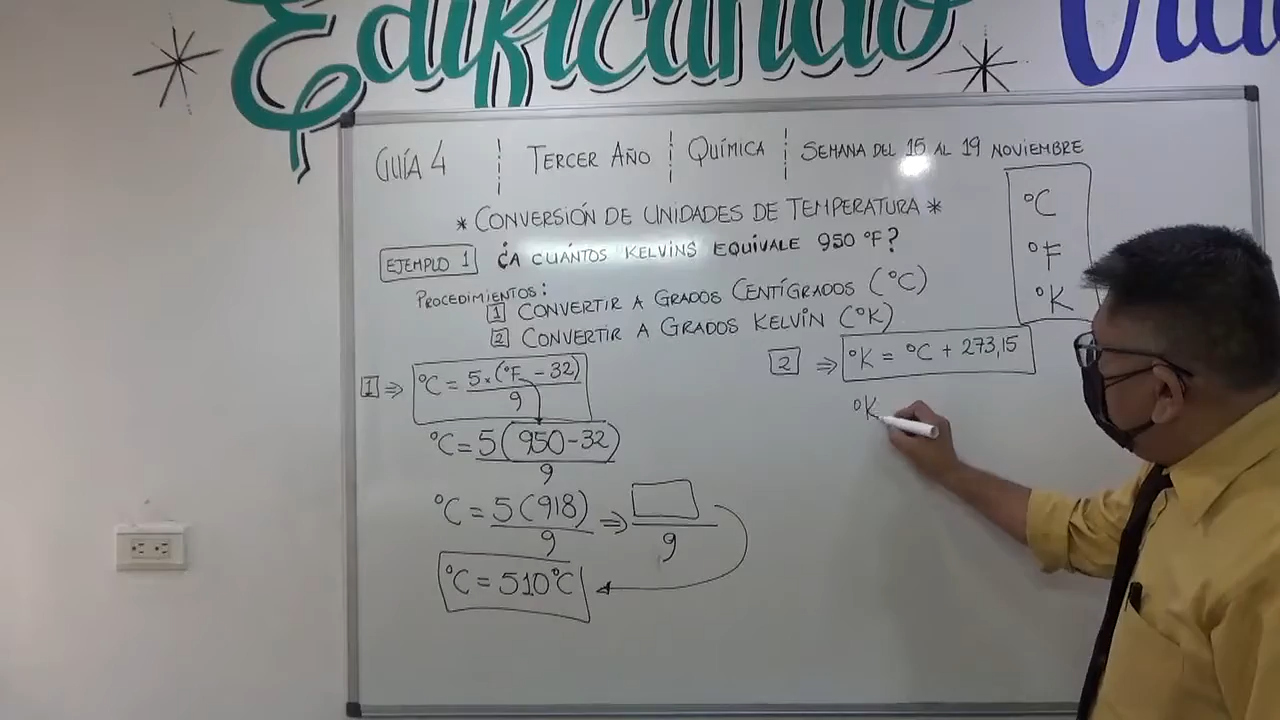 Edificando Vid
GUÍA 4 | TERCER AÑO | QUÍMICA | SEMANA DEL 15 AL 19 NOVIEMBRE
* CONVERSIÓN DE UNIDADES DE TEMPERATURA *
EJEMPLO 1 ¿A CUÁNTOS KELVINS EQUIVALE 950 °F?
PROCEDIMIENTOS:
1 CONVERTIR A GRADOS CENTÍGRADOS (°C)
2 CONVERTIR A GRADOS KELVIN (°K)
°C
°F
°K
1 ⇒ °C = 5.(°F - 32)
9
°C = 5(950-32)
9
°C = 5(918) ⇒
9 9
°C = 510°C
2 ⇒ °K = °C + 273,15
°K